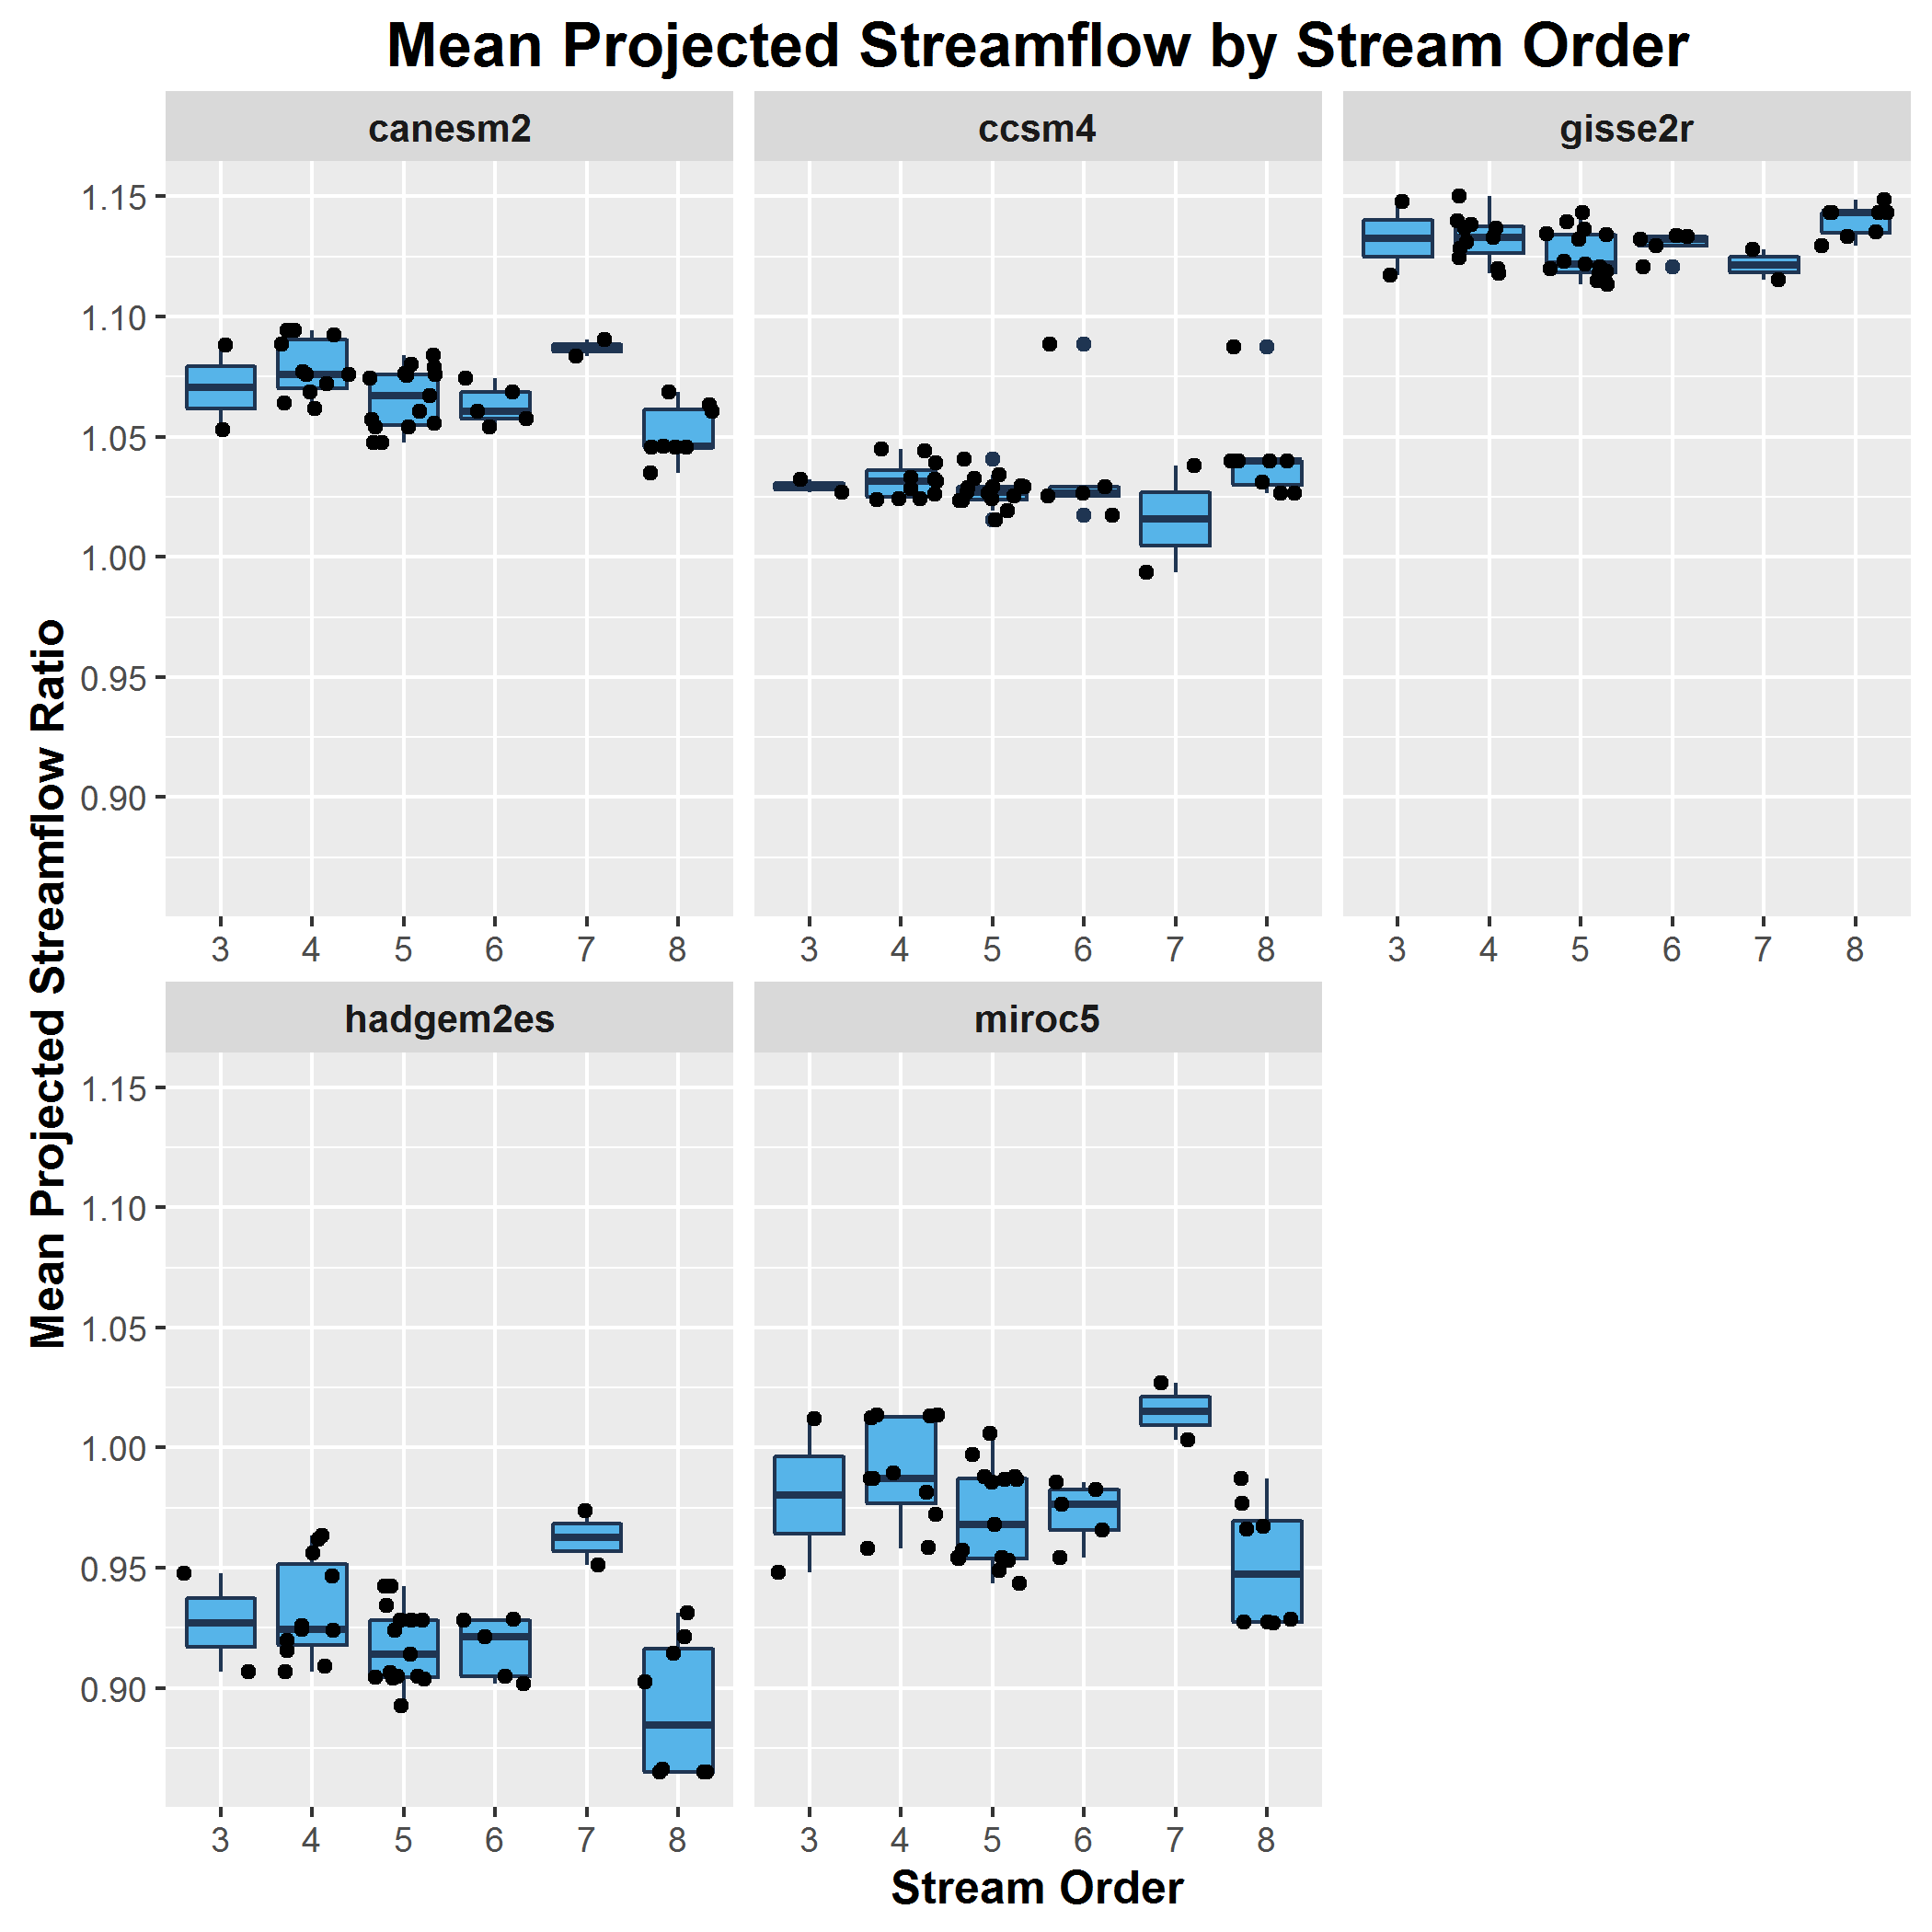 Mean Projected Streamflow by Stream Order
canesm2
ccsm4
gisse2r
1.15
1.10
1.05
1.00
0.95
0.90
3 4 5 6 7 8
3 4 5 6 7 8
3 4 5 6 7 8
Mean Projected Streamflow Ratio
hadgem2es
miroc5
1.15
1.10
1.05
1.00
0.95
0.90
3 4 5 6 7 8
3 4 5 6 7 8
Stream Order